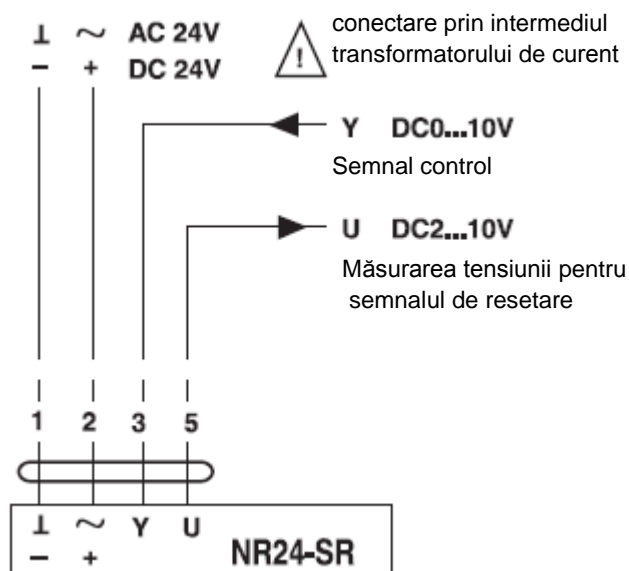 ⊥ ~ AC 24V
– + DC 24V
conectare prin intermediul
transformatorului de curent
!
Y DC0...10V
Semnal control
U DC2...10V
Măsurarea tensiunii pentru
semnalul de resetare
1 2 3 5
⊥ ~ Y U
– +
NR24-SR